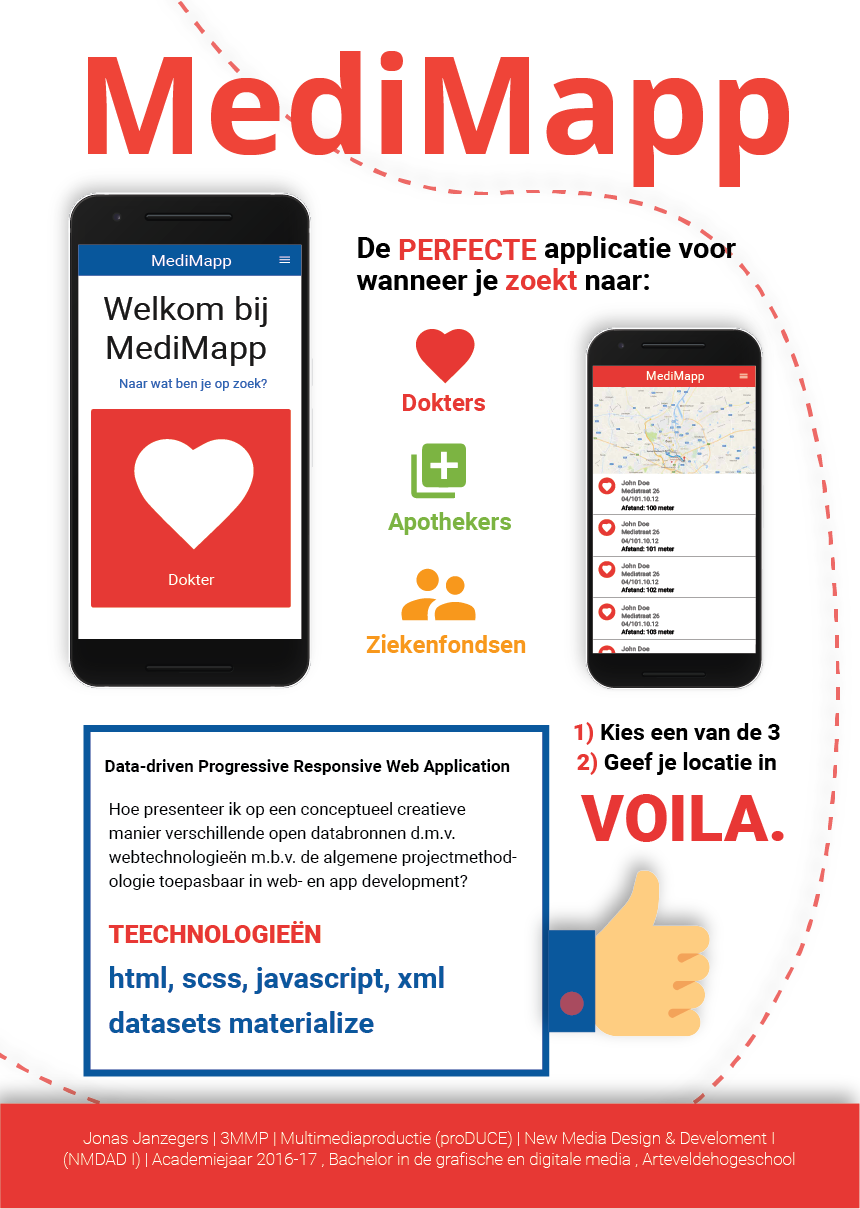 MediMapp
MediMapp
Welkom bij
MediMapp
Naar wat ben je op zoek?
Dokter
De PERFECTE applicatie voor
wanneer je zoekt naar:
Dokters
Apothekers
Ziekenfondsen
MediMapp
John Doe
Mediatraat 26
04/101.10.12
Afstand: 100 meter
John Doe
Mediatraat 26
04/101.10.12
Afstand: 101 meter
John Doe
Mediatraat 26
04/101.10.12
Afstand: 102 meter
John Doe
Mediatraat 26
04/101.10.12
Afstand: 103 meter
John Doe
1) Kies een van de 3
2) Geef je locatie in
VOILA.
Data-driven Progressive Responsive Web Application
Hoe presenteer ik op een conceptueel creatieve
manier verschillende open databronnen d.m.v.
webtechnologieën m.b.v. de algemene projectmethod-
ologie toepasbaar in web- en app development?
TEECHNOLOGIEËN
html, scss, javascript, xml
datasets materialize
Jonas Janzegers | 3MMP | Multimediaproductie (proDUCE) | New Media Design & Develoment I
(NMDAD I) | Academiejaar 2016-17 , Bachelor in de grafische en digitale media , Arteveldehogeschool